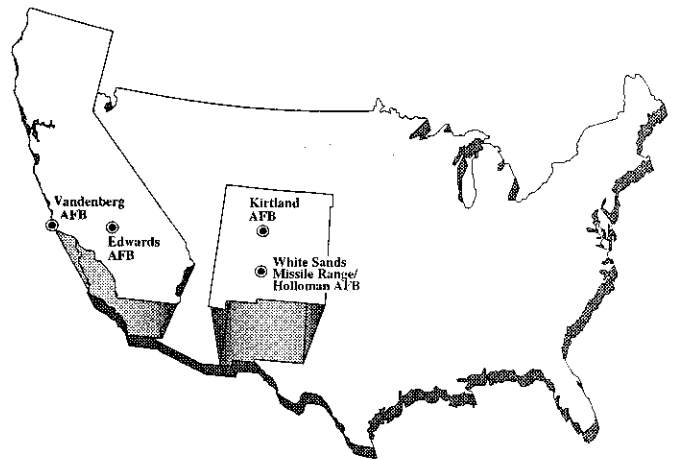 Vandenberg
AFB
Edwards
AFB
Kirtland
AFB
White Sands
Missile Range/
Holloman AFB